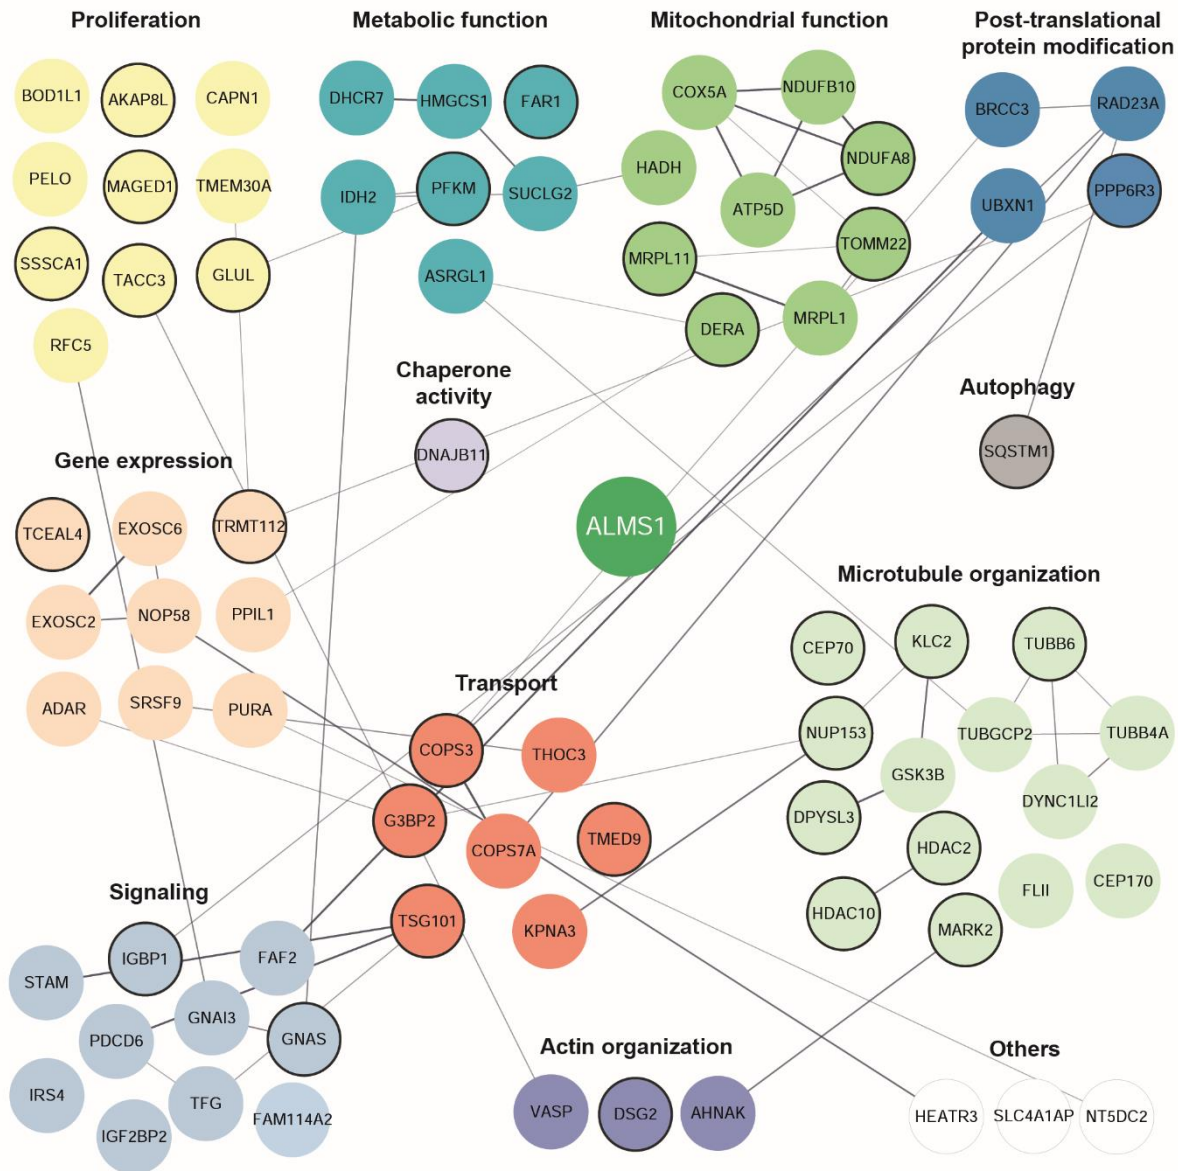 Proliferation
BOD1L1
AKAP8L
CAPN1
PELO
MAGED1
TMEM30A
SSSCA1
TACC3
GLUL
RFC5
Metabolic function
DHCR7
HMGCS1
FAR1
IDH2
PFKM
SUCLG2
ASRGL1
Mitochondrial function
COX5A
NDUFB10
HADH
NDUFA8
ATP5D
MRPL11
TOMM22
DERA
MRPL1
Post-translational
protein modification
BRCC3
RAD23A
UBXN1
PPP6R3
Chaperone
activity
DNAJB11
Autophagy
SQSTM1
Gene expression
TCEAL4
EXOSC6
TRMT112
EXOSC2
NOP58
PPIL1
ADAR
SRSF9
PURA
ALMS1
Microtubule organization
CEP70
KLC2
TUBB6
NUP153
TUBGCP2
TUBB4A
GSK3B
DPYSL3
DYNC1LI2
HDAC2
HDAC10
FLII
CEP170
MARK2
Transport
COPS3
THOC3
G3BP2
COPS7A
TMED9
TSG101
KPNA3
Signaling
STAM
IGBP1
FAF2
PDCD6
GNAI3
GNAS
IRS4
IGF2BP2
TFG
FAM114A2
Actin organization
VASP
DSG2
AHNAK
Others
HEATR3
SLC4A1AP
NT5DC2